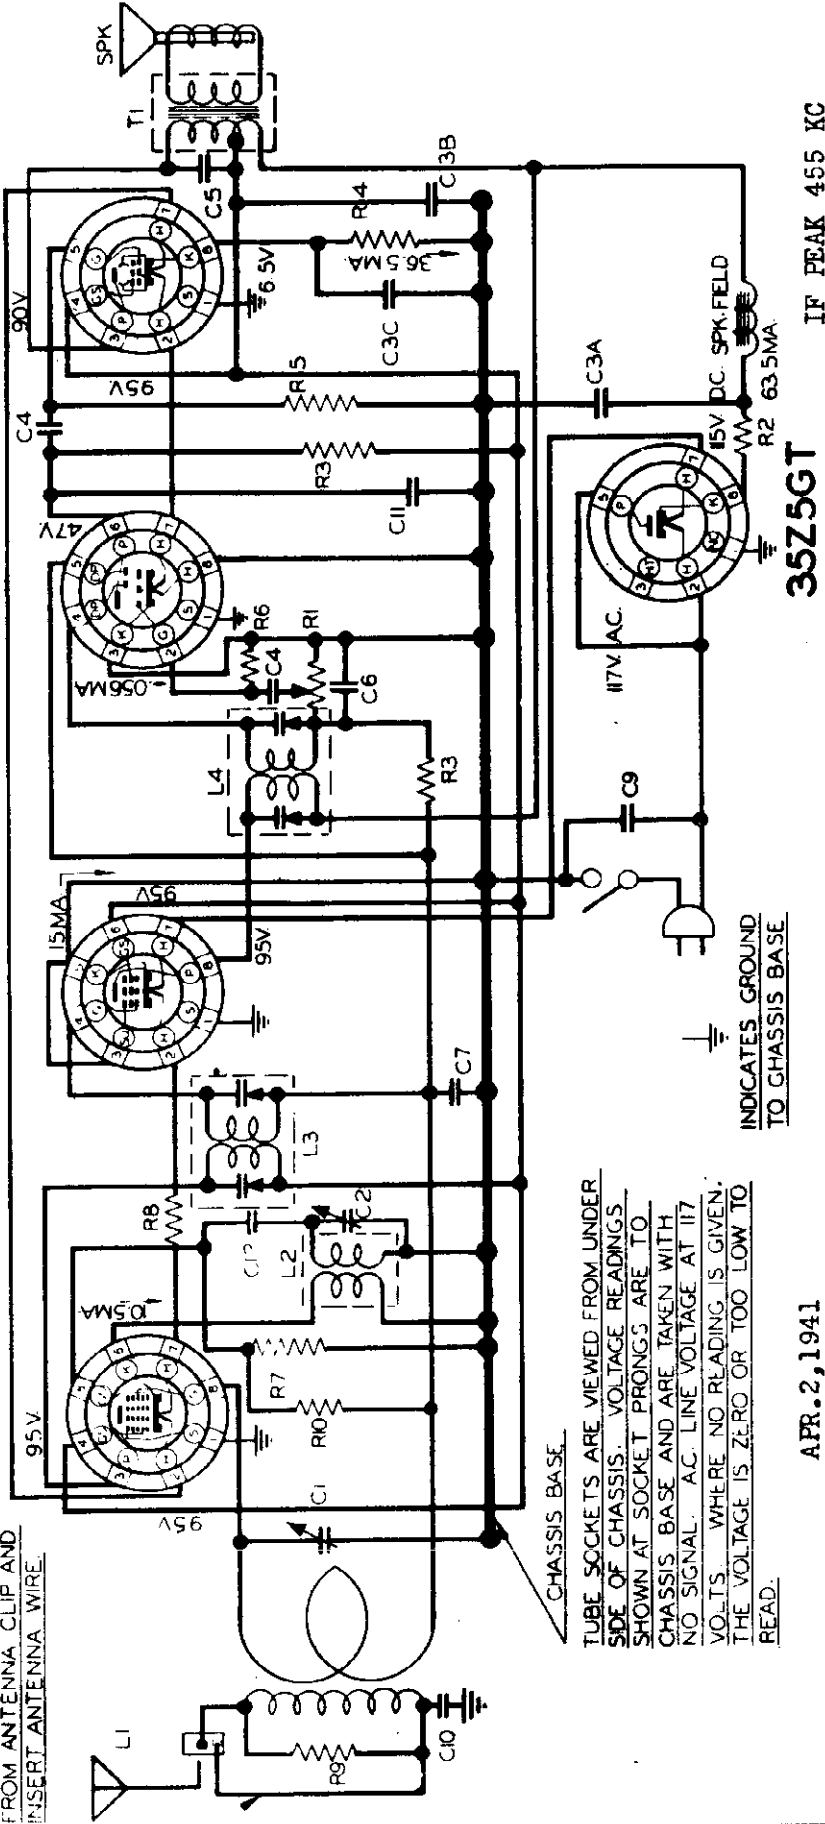 FROM ANTENNA CLIP AND
INSERT ANTENNA WIRE.
L1
R9
C10
C1
95V
95V
10.5MA
R7
R10
R8
C12
L2
C2
L3
C7
15MA
95V
95V
L4
R3
.056MA
R6
C4
R1
C6
47V.
C4
C11
R3
R15
95V
90V
6.5V
C5
T1
SPK
R14
36.5MA
C3C
C3B
C3A
C9
117V. AC.
115V. D.C. SPK. FIELD
R2
63.5MA
35Z5GT
IF PEAK 455 KC
INDICATES GROUND
TO CHASSIS BASE
CHASSIS BASE
TUBE SOCKETS ARE VIEWED FROM UNDER
SIDE OF CHASSIS. VOLTAGE READINGS
SHOWN AT SOCKET PRONGS ARE TO
CHASSIS BASE AND ARE TAKEN WITH
NO SIGNAL. A.C. LINE VOLTAGE AT 117
VOLTS. WHERE NO READING IS GIVEN,
THE VOLTAGE IS ZERO OR TOO LOW TO
READ.
APR.2,1941